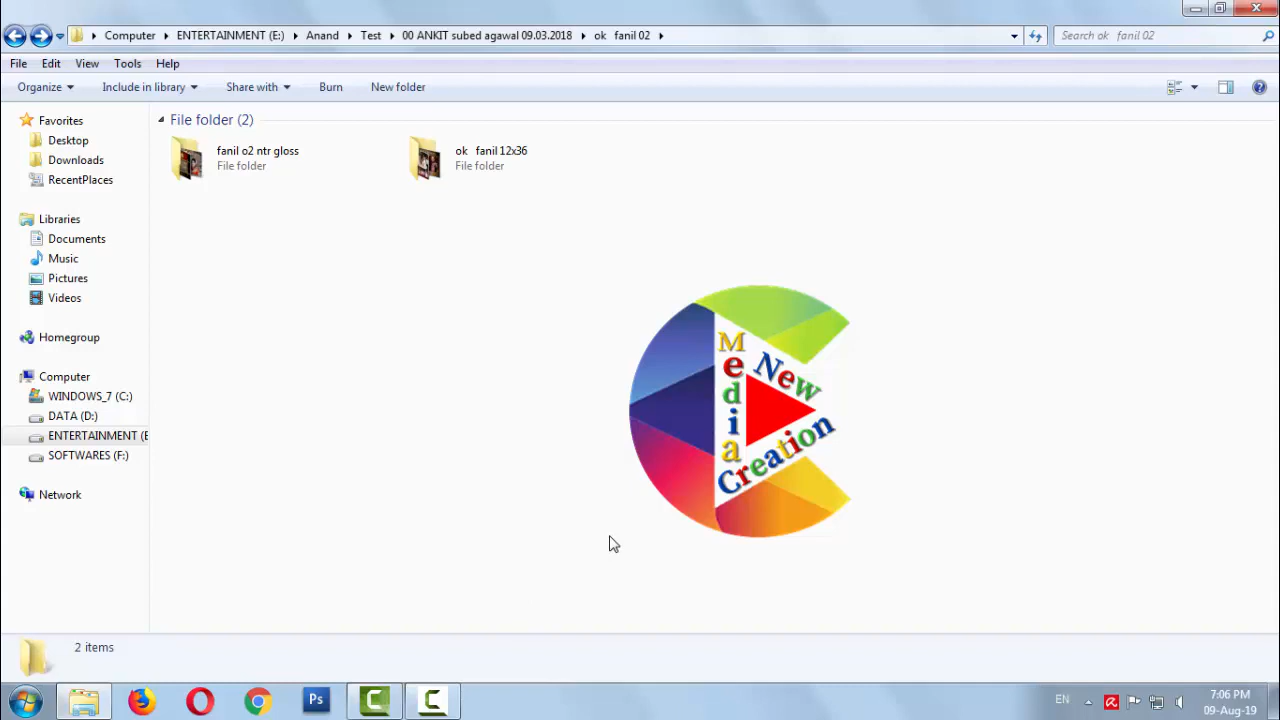 Computer ENTERTAINMENT (E:) Anand Test 00 ANKIT subed agawal 09.03.2018 ok fanil 02
Search ok fanil 02
File Edit View Tools Help
Organize Include in library Share with Burn New folder
Favorites
Desktop
Downloads
RecentPlaces
Libraries
Documents
Music
Pictures
Videos
Homegroup
Computer
WINDOWS_7 (C:)
DATA (D:)
ENTERTAINMENT (E
SOFTWARES (F:)
Network
File folder (2)
fanil o2 ntr gloss
File folder
ok fanil 12x36
File folder
Media
New
Creation
2 items
Ps
EN
7:06 PM
09-Aug-19